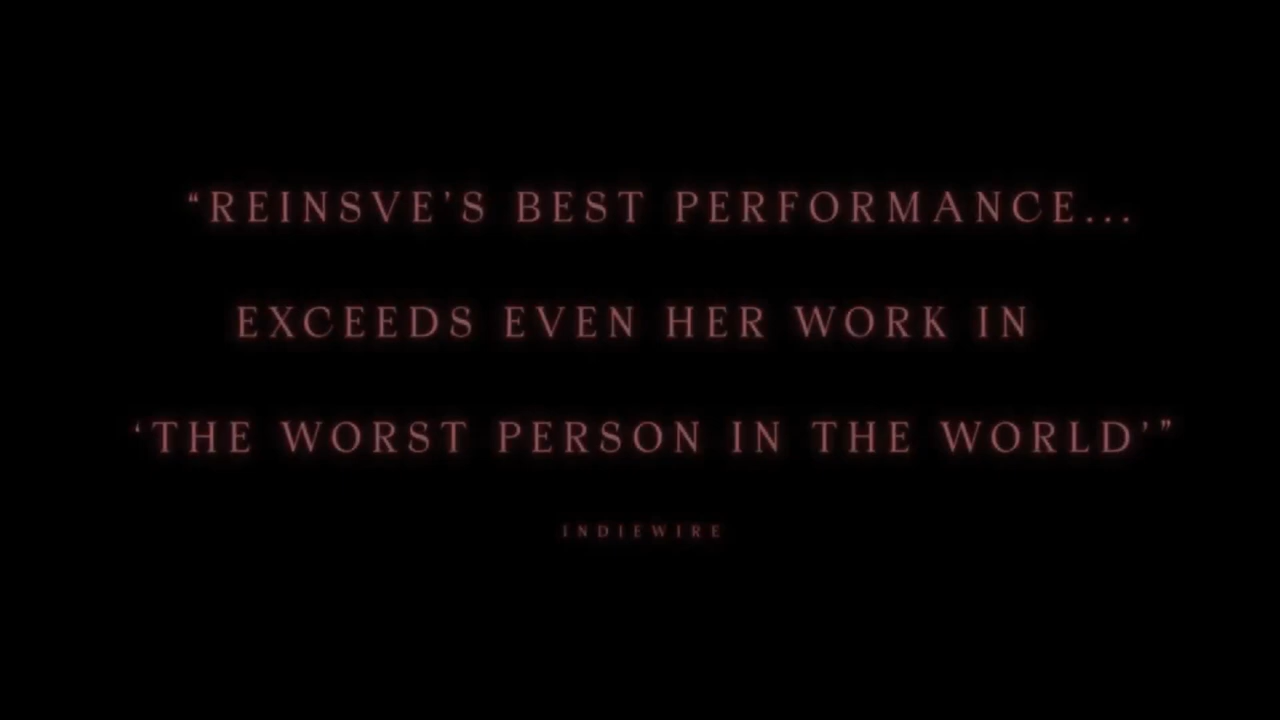 “REINSVE’S BEST PERFORMANCE...
EXCEEDS EVEN HER WORK IN
‘THE WORST PERSON IN THE WORLD’”
INDIEWIRE